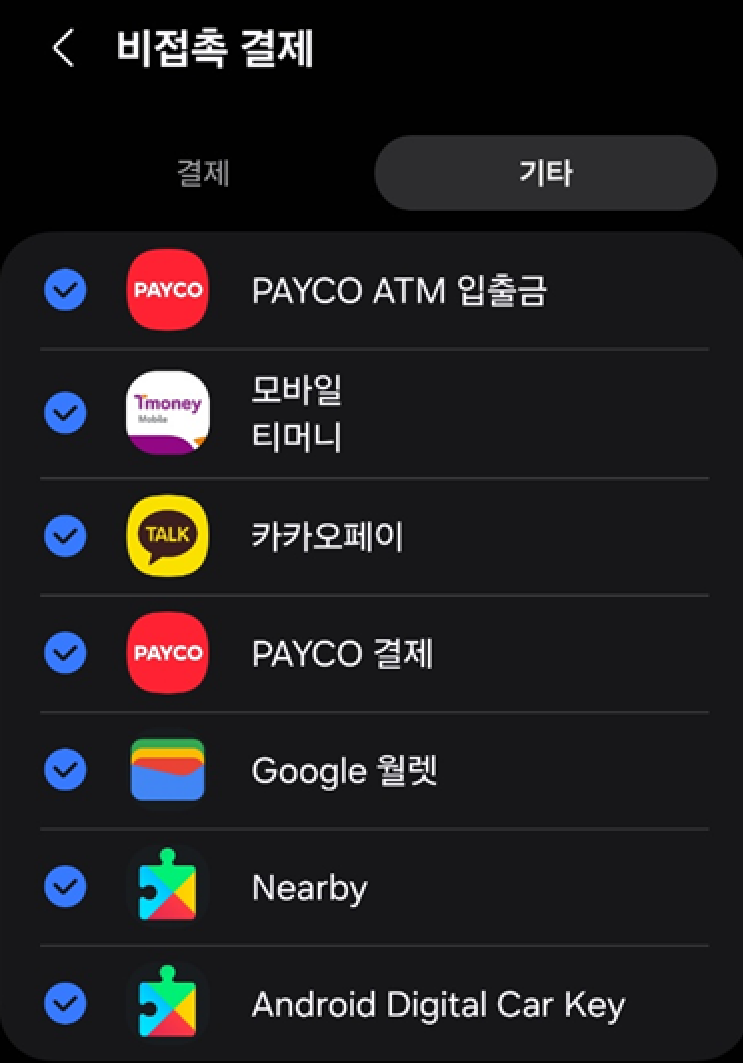 비접촉 결제
결제
기타
PAYCO
PAYCO ATM 입출금
Tmoney
Mobile
모바일
티머니
TALK
카카오페이
PAYCO
PAYCO 결제
Google 월렛
Nearby
Android Digital Car Key